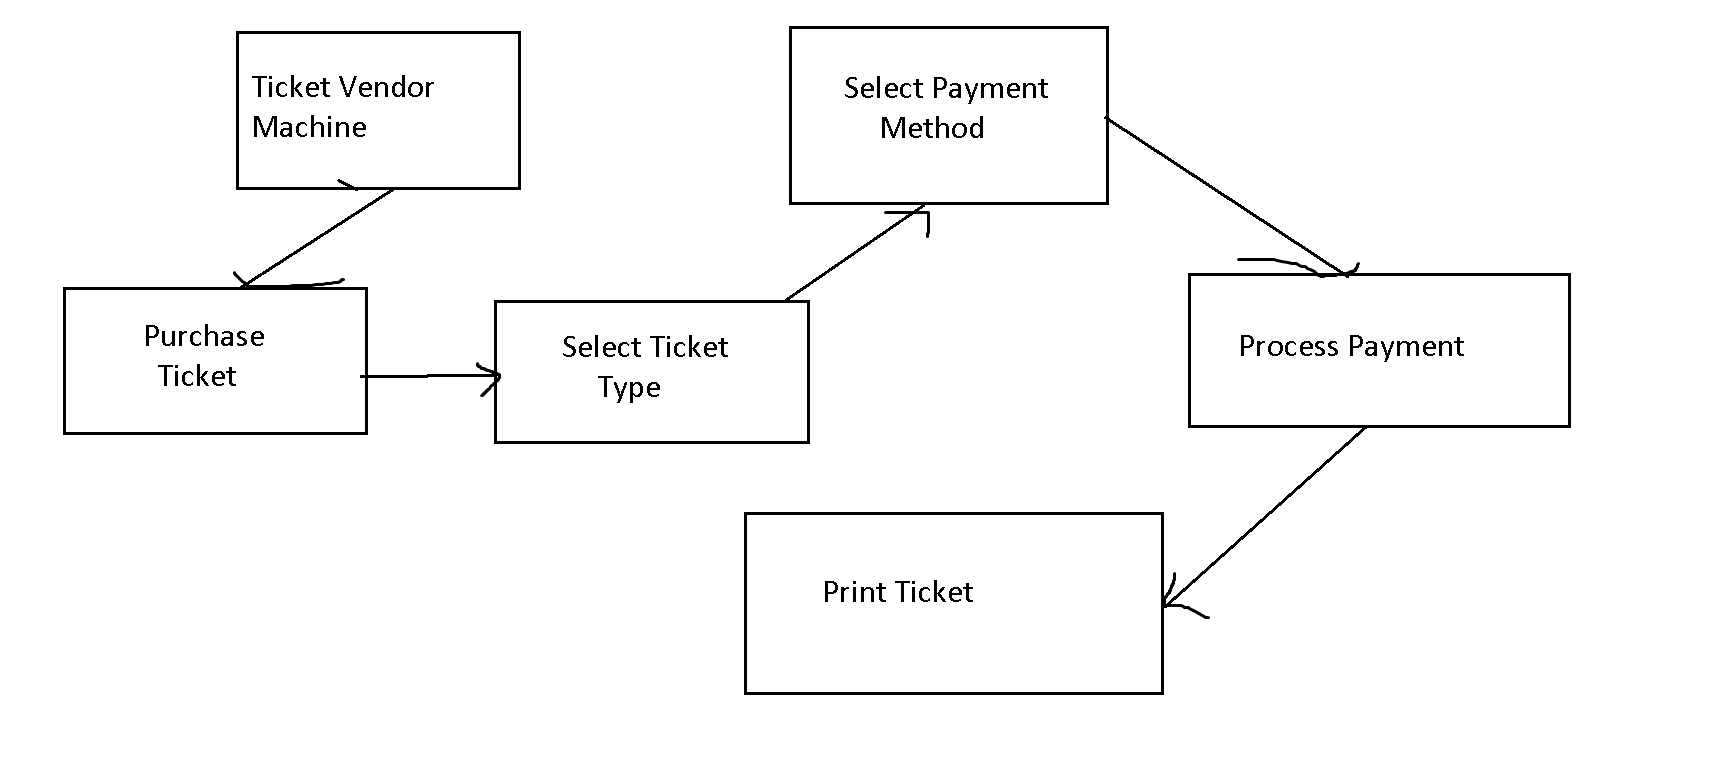 Ticket Vendor
Machine
Purchase
Ticket
Select Ticket
Type
Select Payment
Method
Process Payment
Print Ticket